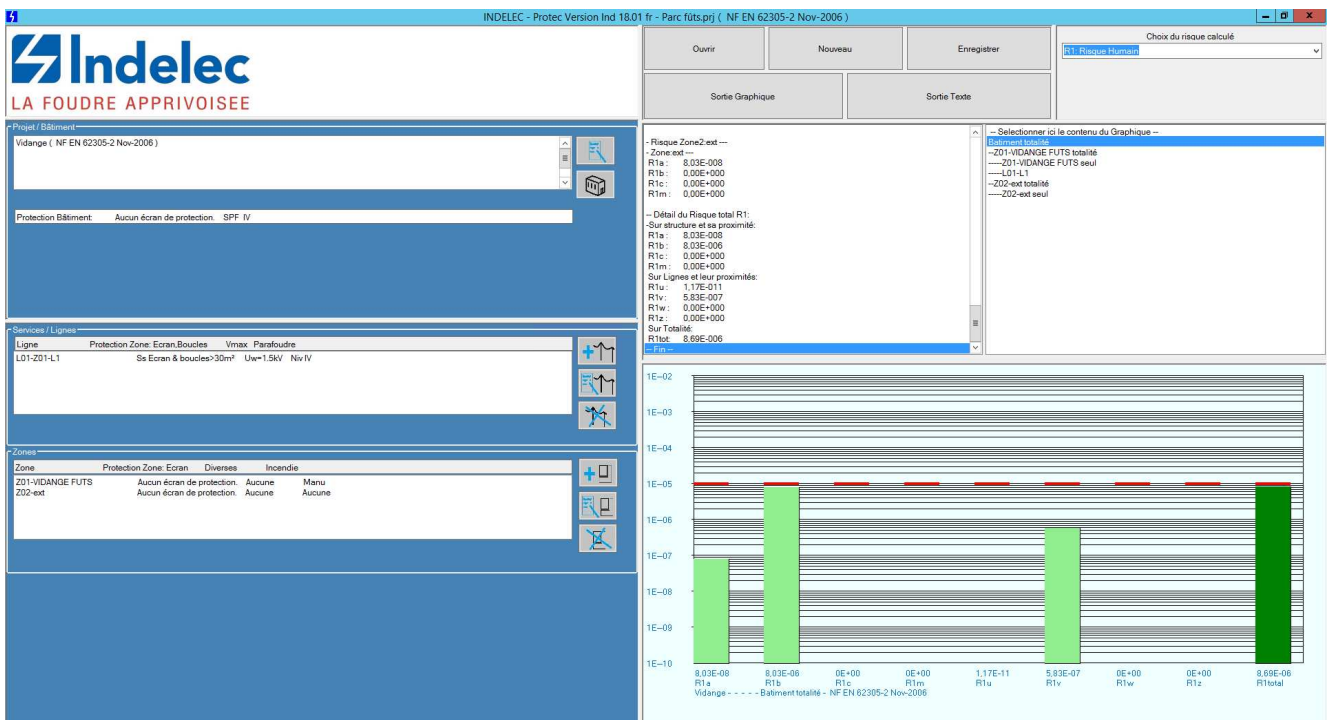 INDELEC - Protec Version Ind 18.01 fr - Parc fûts.prj ( NF EN 62305-2 Nov-2006 )
Indelec
LA FOUDRE APPRIVOISEE
Ouvrir
Nouveau
Enregistrer
Sortie Graphique
Sortie Texte
Choix du risque calculé
R1: Risque Humain
Projet / Bâtiment
Vidange ( NF EN 62305-2 Nov-2006 )
Protection Bâtiment: Aucun écran de protection. SPF IV
Services / Lignes
Ligne Protection Zone: Ecran,Boucles Vmax Parafoudre
L01-Z01-L1 Ss Ecran & boucles>30m² Uw=1.5kV Niv IV
Zones
Zone Protection Zone: Ecran Diverses Incendie
Z01-VIDANGE FUTS Aucun écran de protection. Aucune Manu
Z02-ext Aucun écran de protection. Aucune Aucune
- Risque Zone2:ext ---
- Zone:ext ---
R1a : 8,03E-008
R1b : 0,00E+000
R1c : 0,00E+000
R1m : 0,00E+000
-- Détail du Risque total R1:
-Sur structure et sa proximité:
R1a : 8,03E-008
R1b : 8,03E-006
R1c : 0,00E+000
R1m : 0,00E+000
Sur Lignes et leur proximités:
R1u : 1,17E-011
R1v : 5,83E-007
R1w : 0,00E+000
R1z : 0,00E+000
Sur Totalité:
R1tot: 8,69E-006
-- Fin --
-- Selectionner ici le contenu du Graphique --
Batiment totalité
--Z01-VIDANGE FUTS totalité
-----Z01-VIDANGE FUTS seul
-----L01-L1
--Z02-ext totalité
-----Z02-ext seul
1E-02
1E-03
1E-04
1E-05
1E-06
1E-07
1E-08
1E-09
1E-10
8,03E-08 8,03E-06 0E+00 0E+00 1,17E-11 5,83E-07 0E+00 0E+00 8,69E-06
R1a R1b R1c R1m R1u R1v R1w R1z R1total
Vidange - - - - - Batiment totalité - NF EN 62305-2 Nov-2006